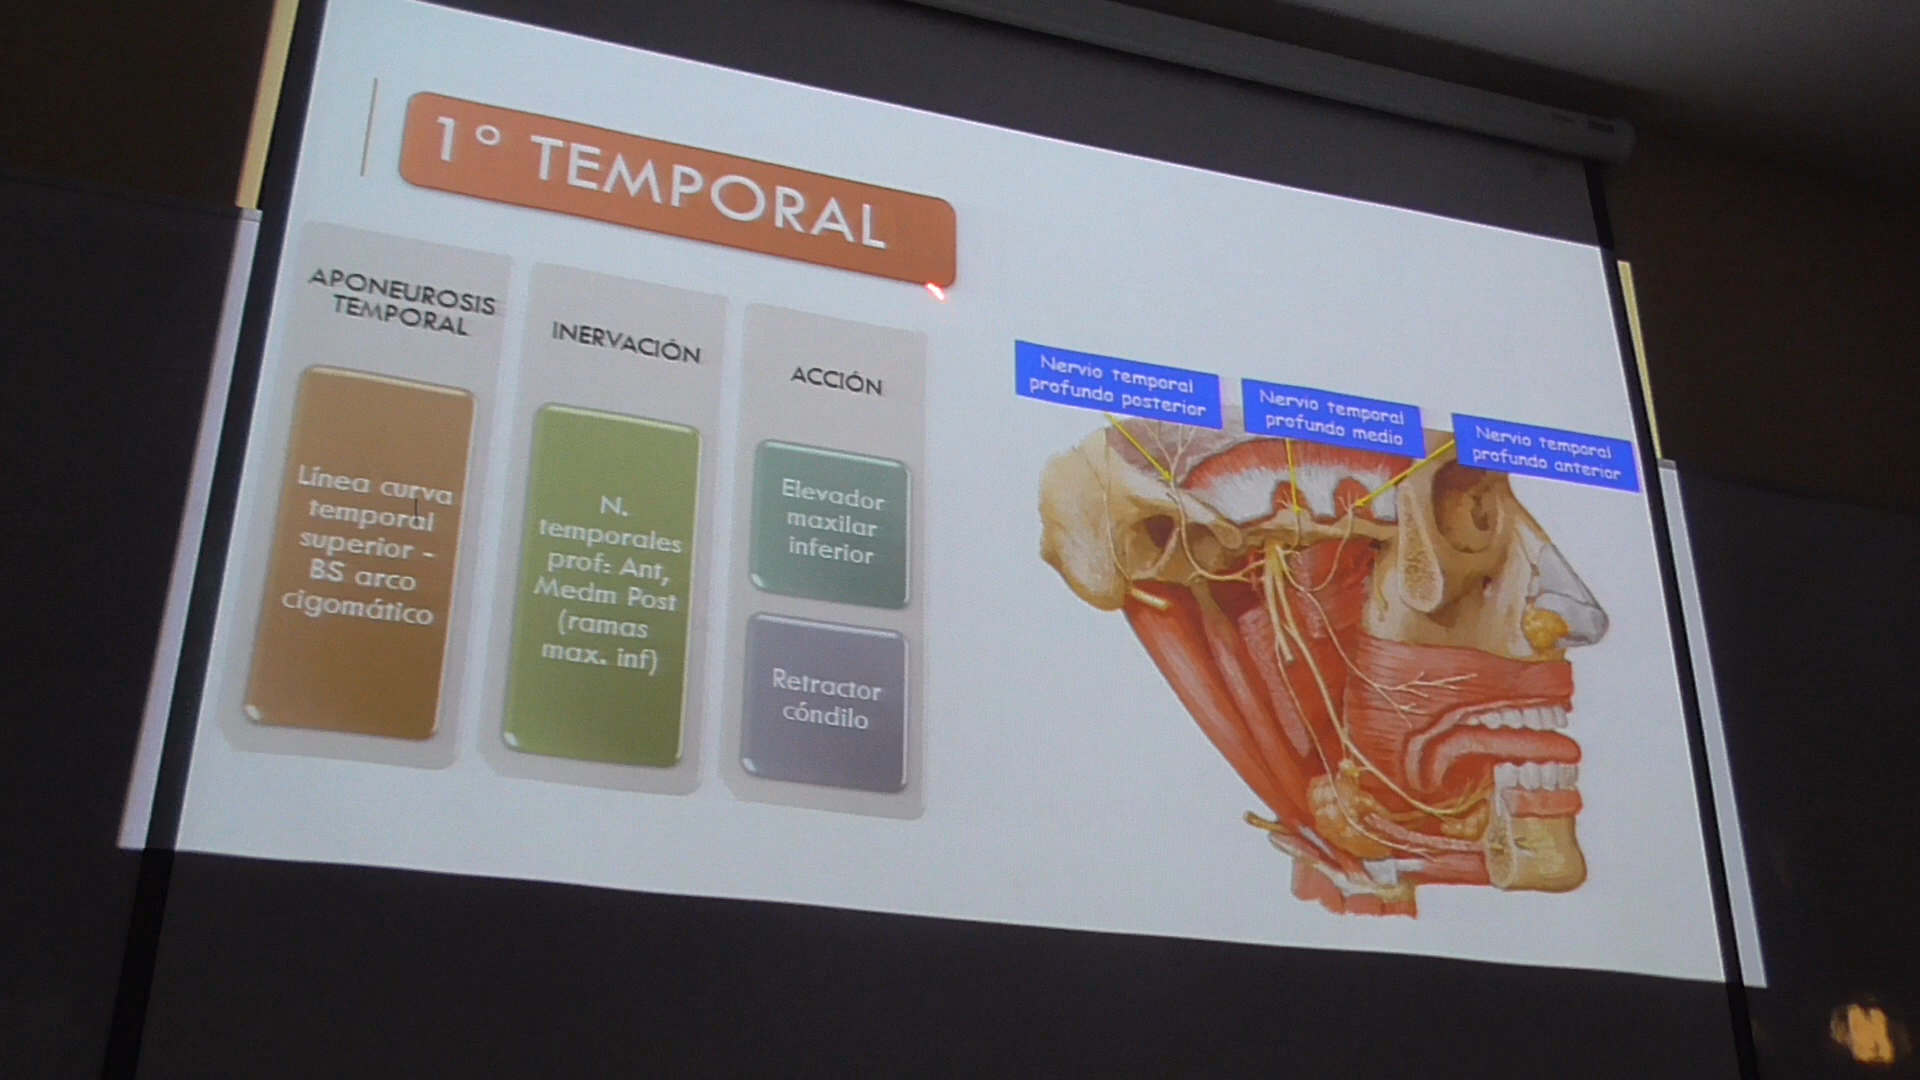 1º TEMPORAL
APONEUROSIS
TEMPORAL
Línea curva
temporal
superior -
BS arco
cigomático
INERVACIÓN
N.
temporales
prof: Ant,
Medm Post
(ramas
max. inf)
ACCIÓN
Elevador
maxilar
inferior
Retractor
cóndilo
Nervio temporal
profundo posterior
Nervio temporal
profundo medio
Nervio temporal
profundo anterior